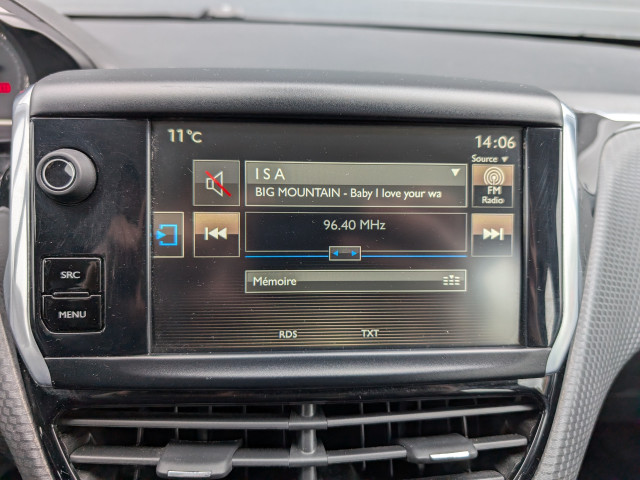 11°C
14:06
Source
I S A
BIG MOUNTAIN - Baby I love your wa
FM
Radio
96.40 MHz
SRC
Mémoire
MENU
RDS TXT